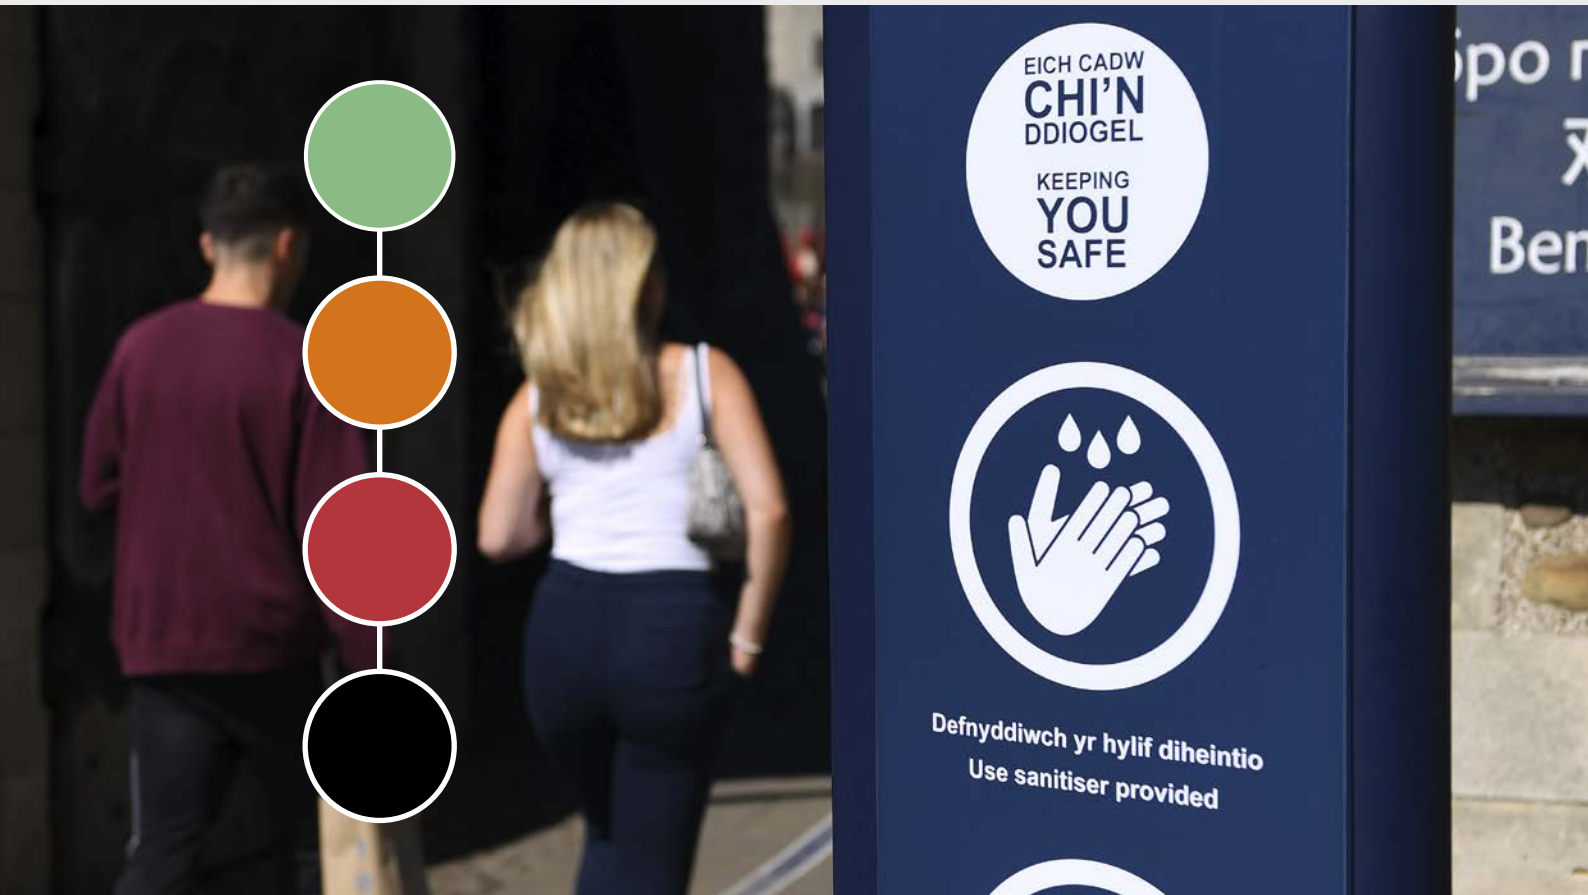 EICH CADW
CHI'N
DDIOGEL
KEEPING
YOU
SAFE
Defnyddiwch yr hylif diheintio
Use sanitiser provided